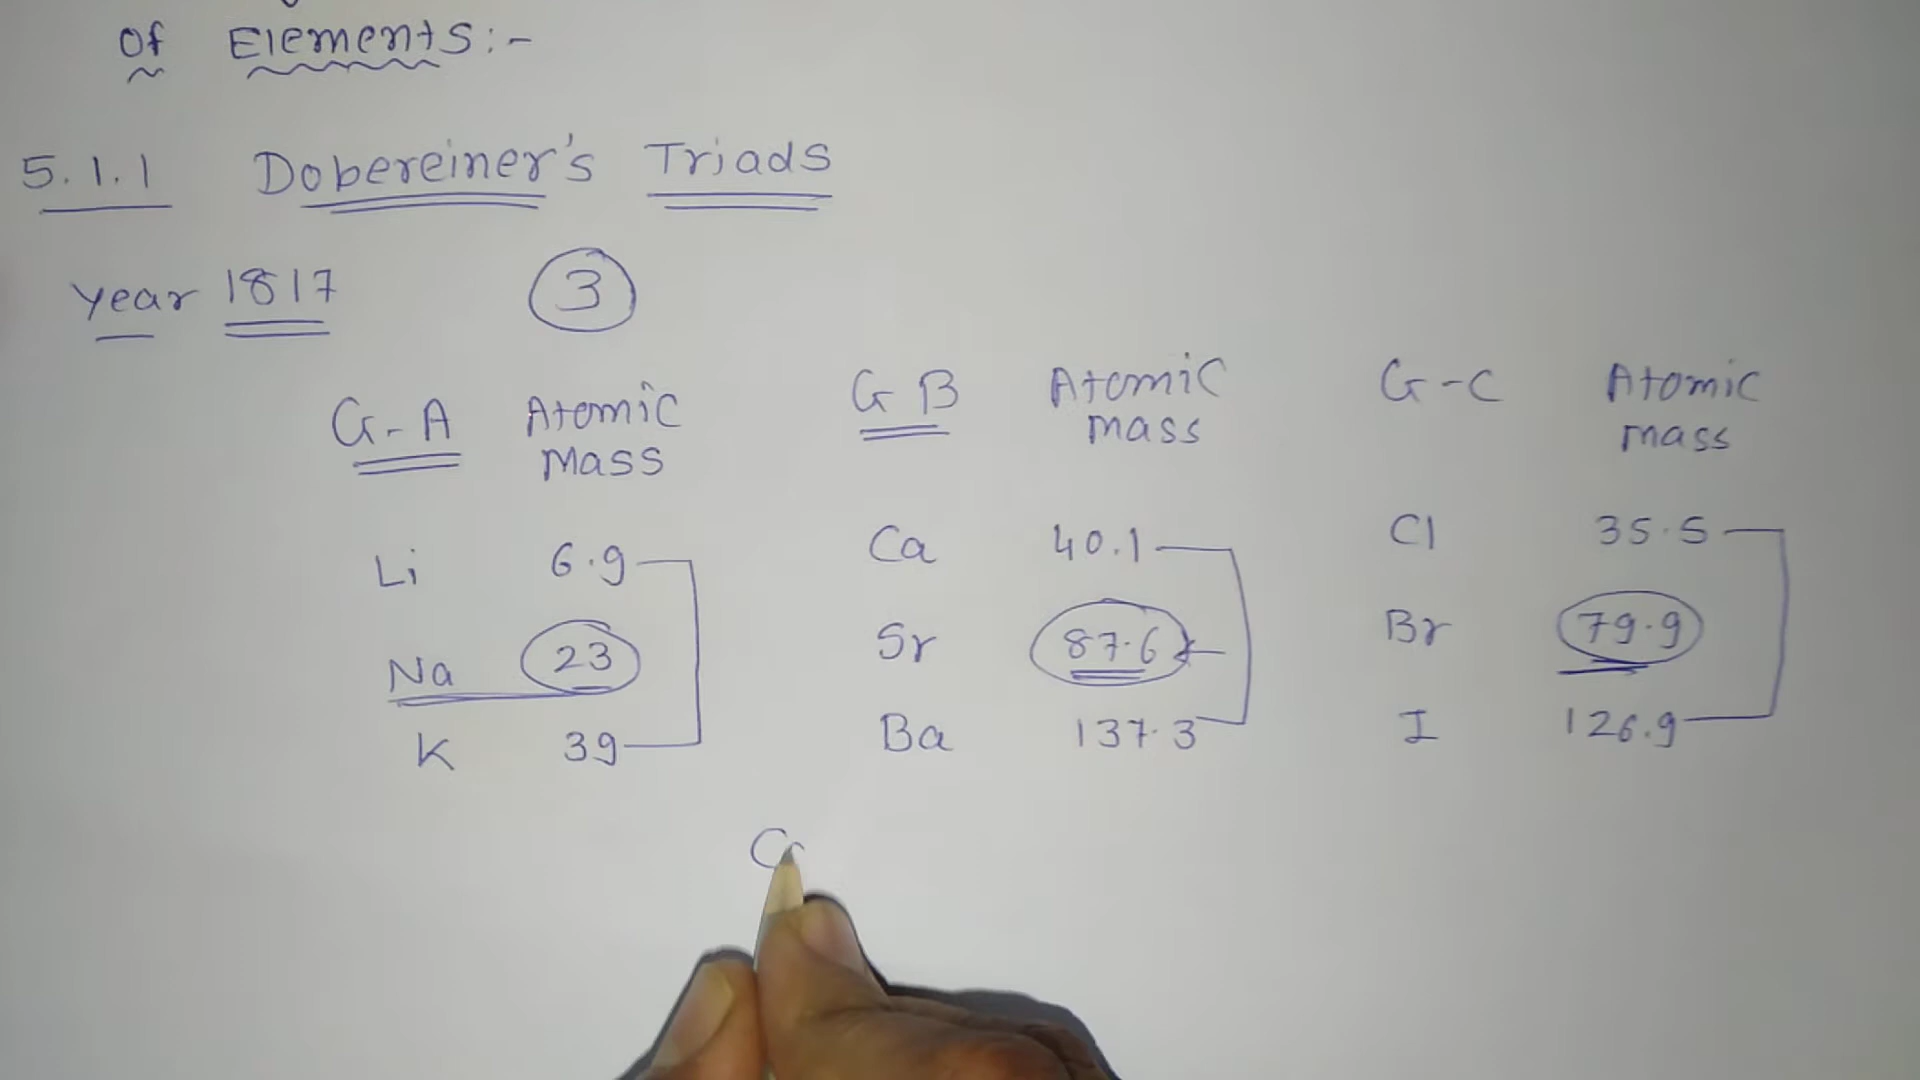 Of Elements:-
5.1.1 Dobereiner's Triads
Year 1817 3
G-A Atomic Mass G B Atomic mass G-C Atomic mass
Li 6.9 Ca 40.1 Cl 35.5
Na 23 Sr 87.6 Br 79.9
K 39 Ba 137.3 I 126.9